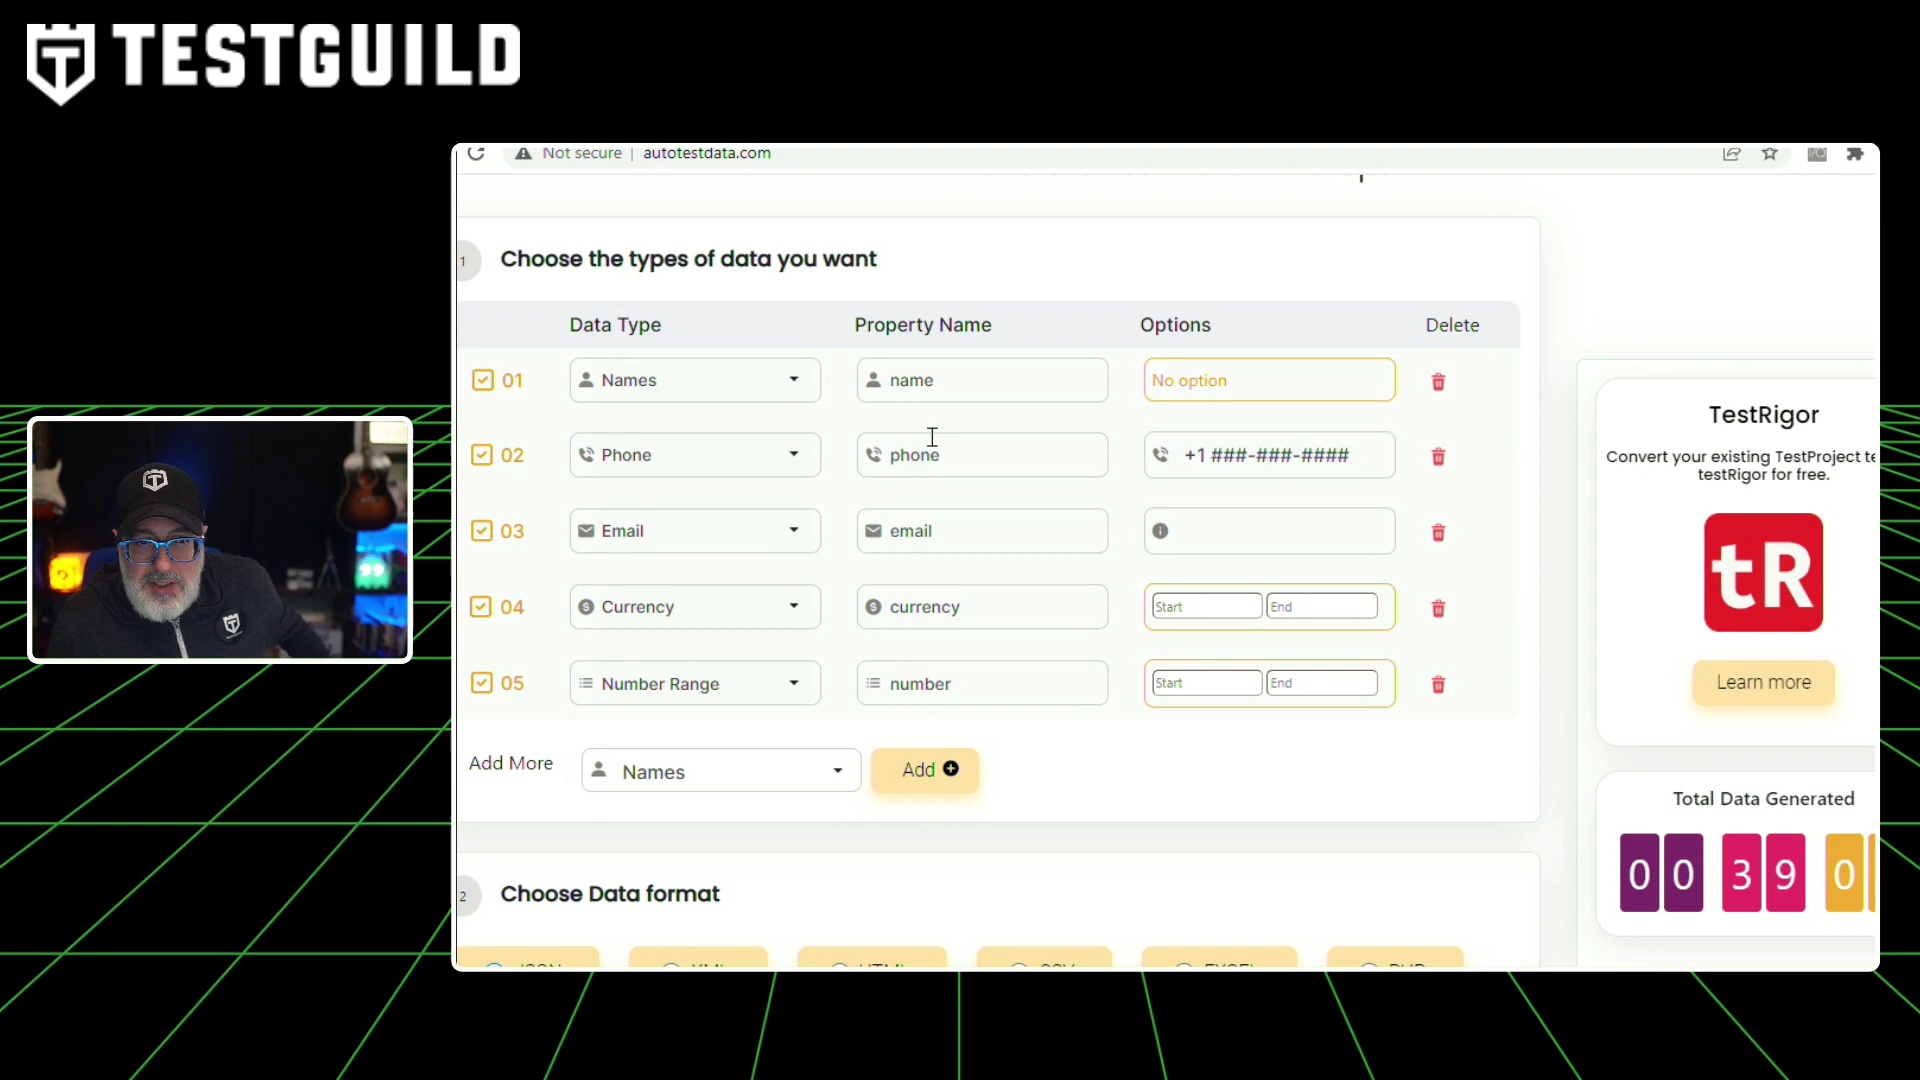 TESTGUILD
Not secure | autotestdata.com
1 Choose the types of data you want
Data Type Property Name Options Delete
01 Names name No option
02 Phone phone +1 ###-###-####
03 Email email
04 Currency currency Start End
05 Number Range number Start End
Add More Names Add
2 Choose Data format
TestRigor
Convert your existing TestProject te
testRigor for free.
tR
Learn more
Total Data Generated
0 0 3 9 0